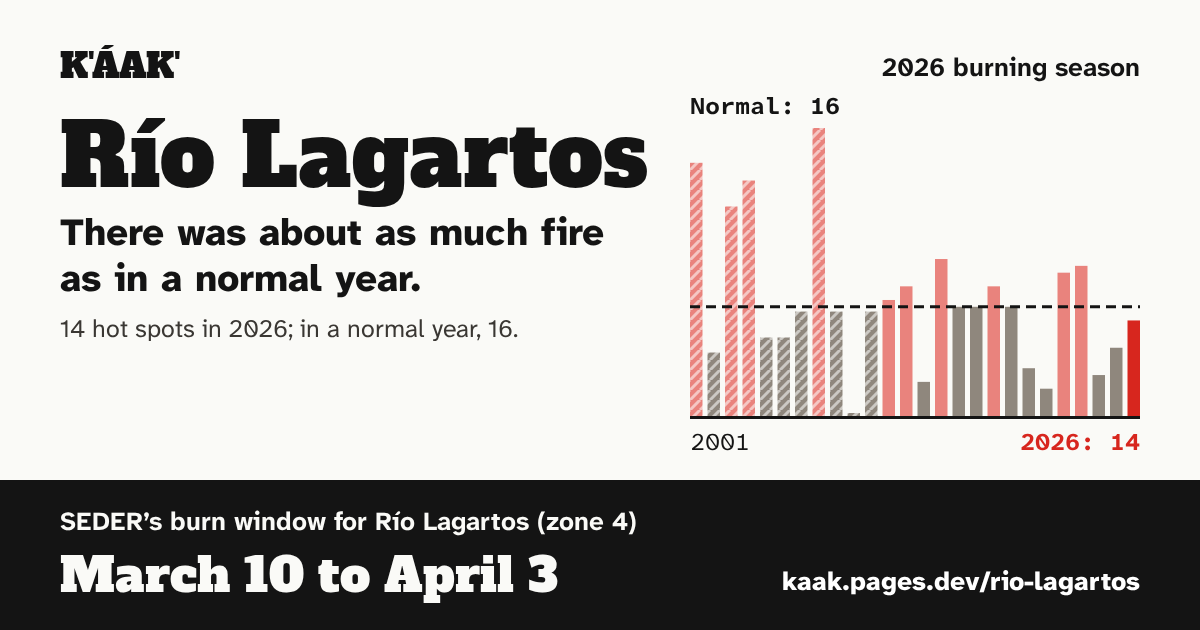 K'ÁAK'
2026 burning season
Río Lagartos
There was about as much fire
as in a normal year.
14 hot spots in 2026; in a normal year, 16.
Normal: 16
2001
2026: 14
SEDER’s burn window for Río Lagartos (zone 4)
March 10 to April 3
kaak.pages.dev/rio-lagartos